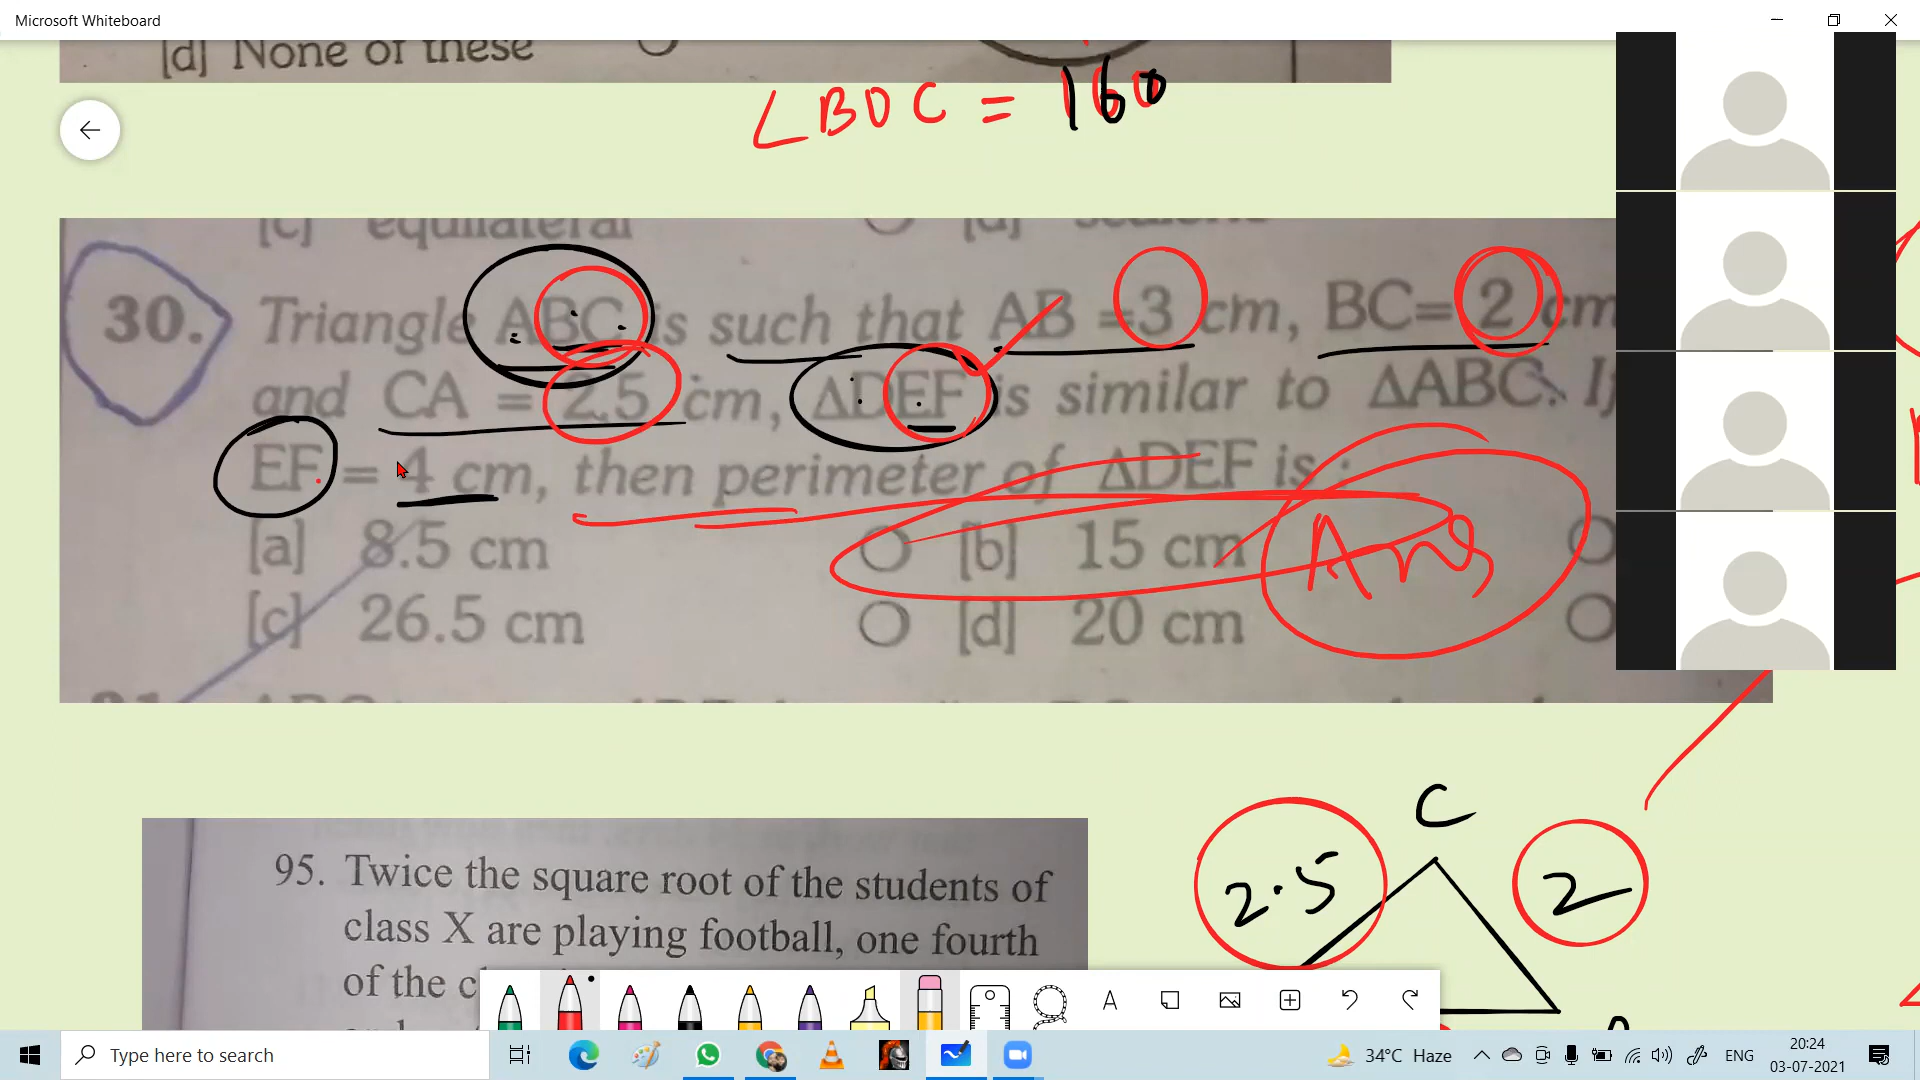 Microsoft Whiteboard
[d] None of these
∠BOC = 160
[c] equilateral [d] scalene
30. Triangle ABC is such that AB =3 cm, BC= 2 cm
and CA = 2.5 cm, ΔDEF is similar to ΔABC. If
EF = 4 cm, then perimeter of ΔDEF is :
[a] 8.5 cm [b] 15 cm
Ans
[c] 26.5 cm [d] 20 cm
C
2.5 2
95. Twice the square root of the students of
class X are playing football, one fourth
of the
Type here to search
34°C Haze
ENG
20:24
03-07-2021